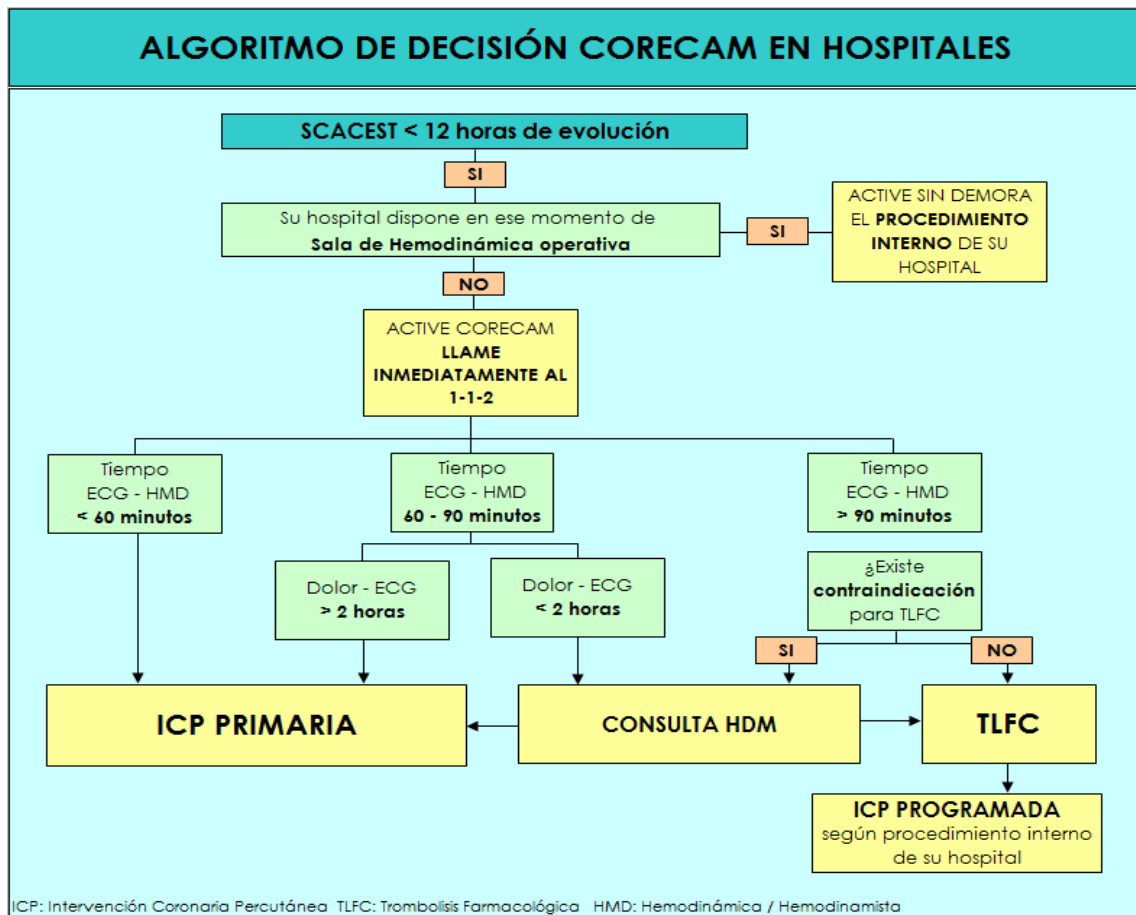 ALGORITMO DE DECISIÓN CORECAM EN HOSPITALES
SCACEST < 12 horas de evolución
SI
Su hospital dispone en ese momento de
Sala de Hemodinámica operativa
SI
ACTIVE SIN DEMORA
EL PROCEDIMIENTO
INTERNO DE SU
HOSPITAL
NO
ACTIVE CORECAM
LLAME
INMEDIATAMENTE AL
1-1-2
Tiempo
ECG - HMD
< 60 minutos
Tiempo
ECG - HMD
60 - 90 minutos
Tiempo
ECG - HMD
> 90 minutos
Dolor - ECG
> 2 horas
Dolor - ECG
< 2 horas
¿Existe
contraindicación
para TLFC
SI
NO
ICP PRIMARIA
CONSULTA HDM
TLFC
ICP PROGRAMADA
según procedimiento interno
de su hospital
ICP: Intervención Coronaria Percutánea TLFC: Trombolisis Farmacológica HMD: Hemodinámica / Hemodinamista